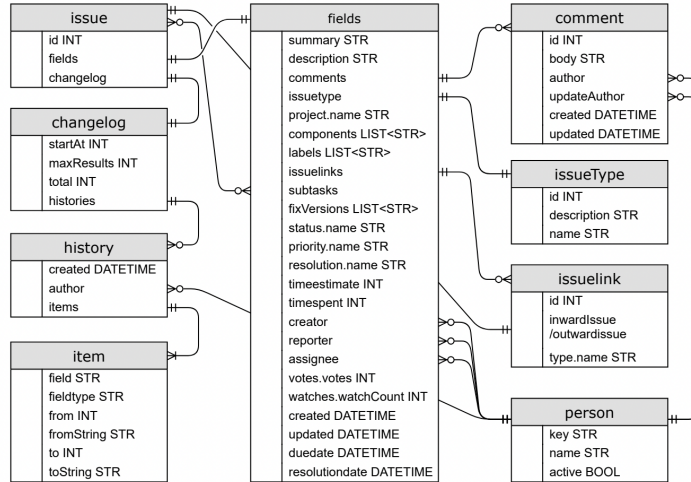 issue
id INT
fields
changelog
changelog
startAt INT
maxResults INT
total INT
histories
history
created DATETIME
author
items
item
field STR
fieldtype STR
from INT
fromString STR
to INT
toString STR
fields
summary STR
description STR
comments
issuetype
project.name STR
components LIST<STR>
labels LIST<STR>
issuelinks
subtasks
fixVersions LIST<STR>
status.name STR
priority.name STR
resolution.name STR
timeestimate INT
timespent INT
creator
reporter
assignee
votes.votes INT
watches.watchCount INT
created DATETIME
updated DATETIME
duedate DATETIME
resolutiondate DATETIME
comment
id INT
body STR
author
updateAuthor
created DATETIME
updated DATETIME
issueType
id INT
description STR
name STR
issuelink
id INT
inwardIssue
/outwardissue
type.name STR
person
key STR
name STR
active BOOL